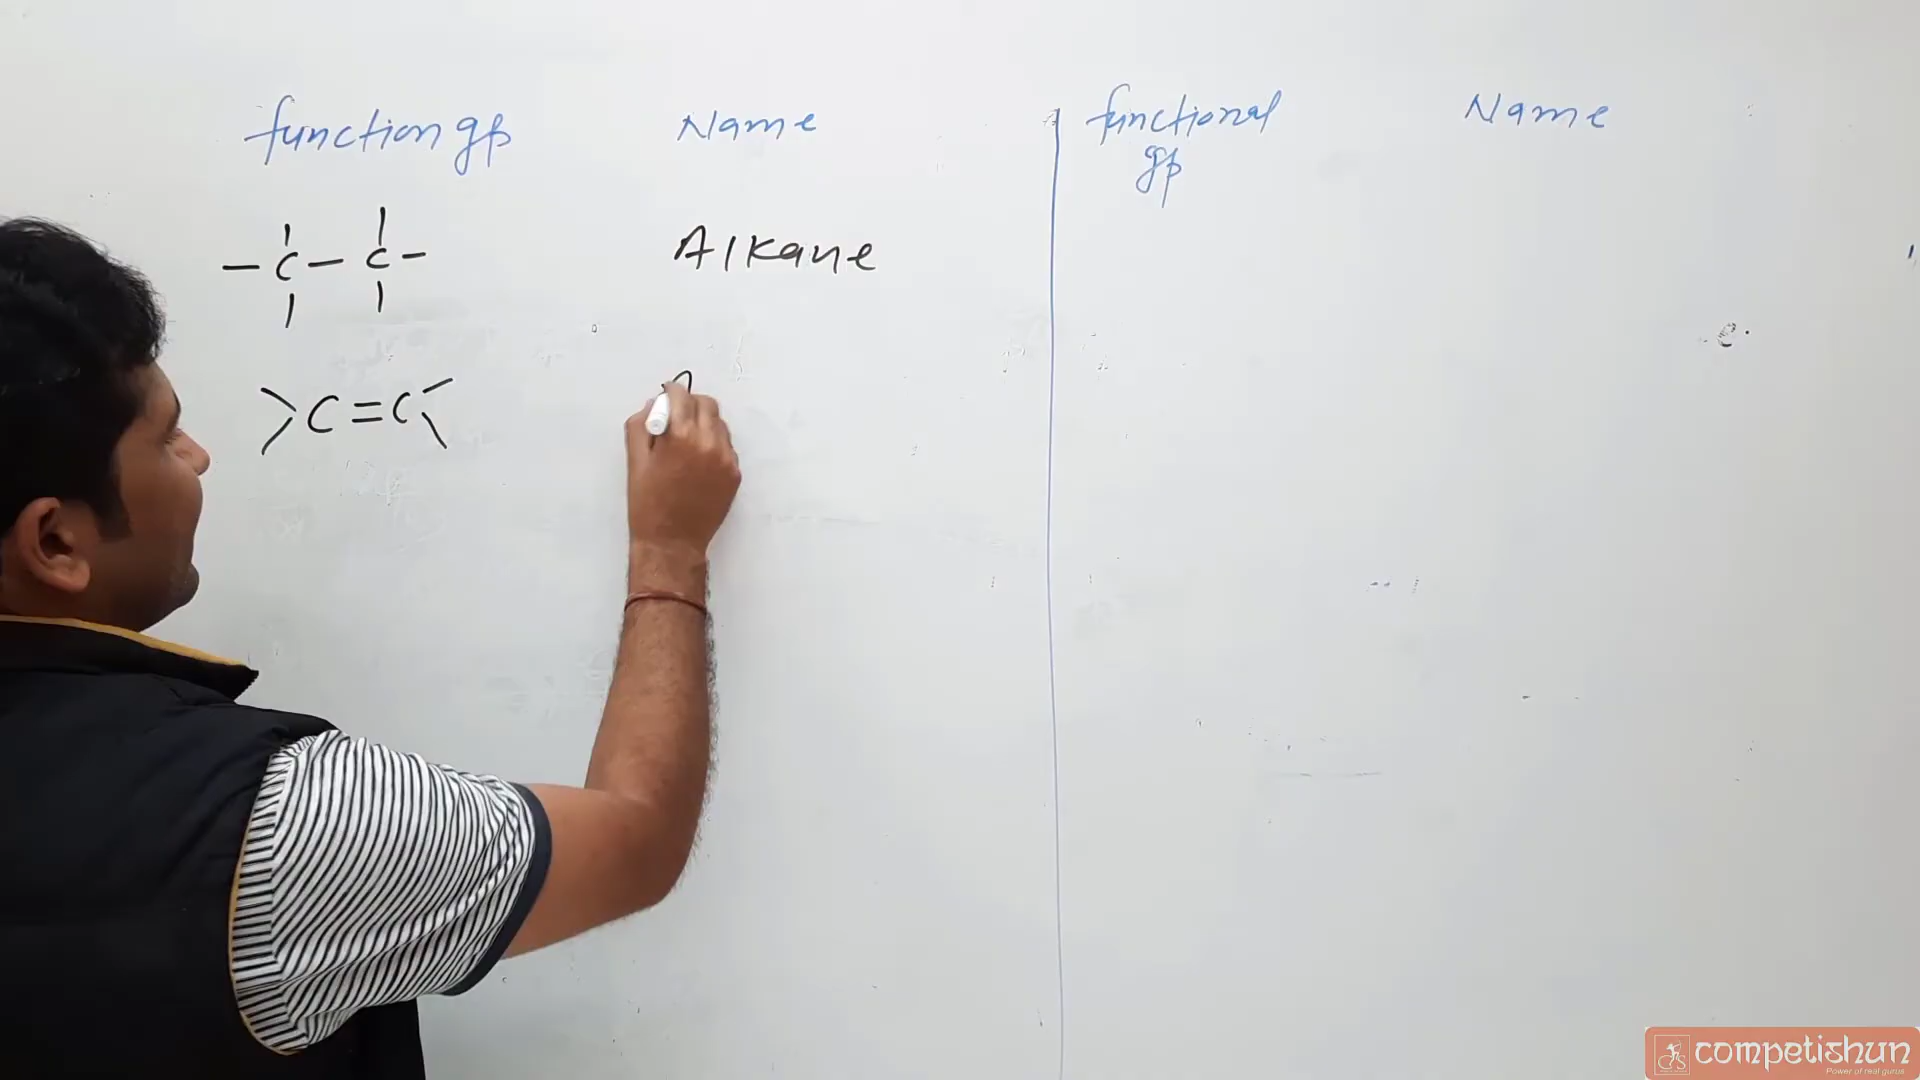 function gp Name functional Name
gp
— C — C — Alkane
>C=C<
competishun
Power of real gurus